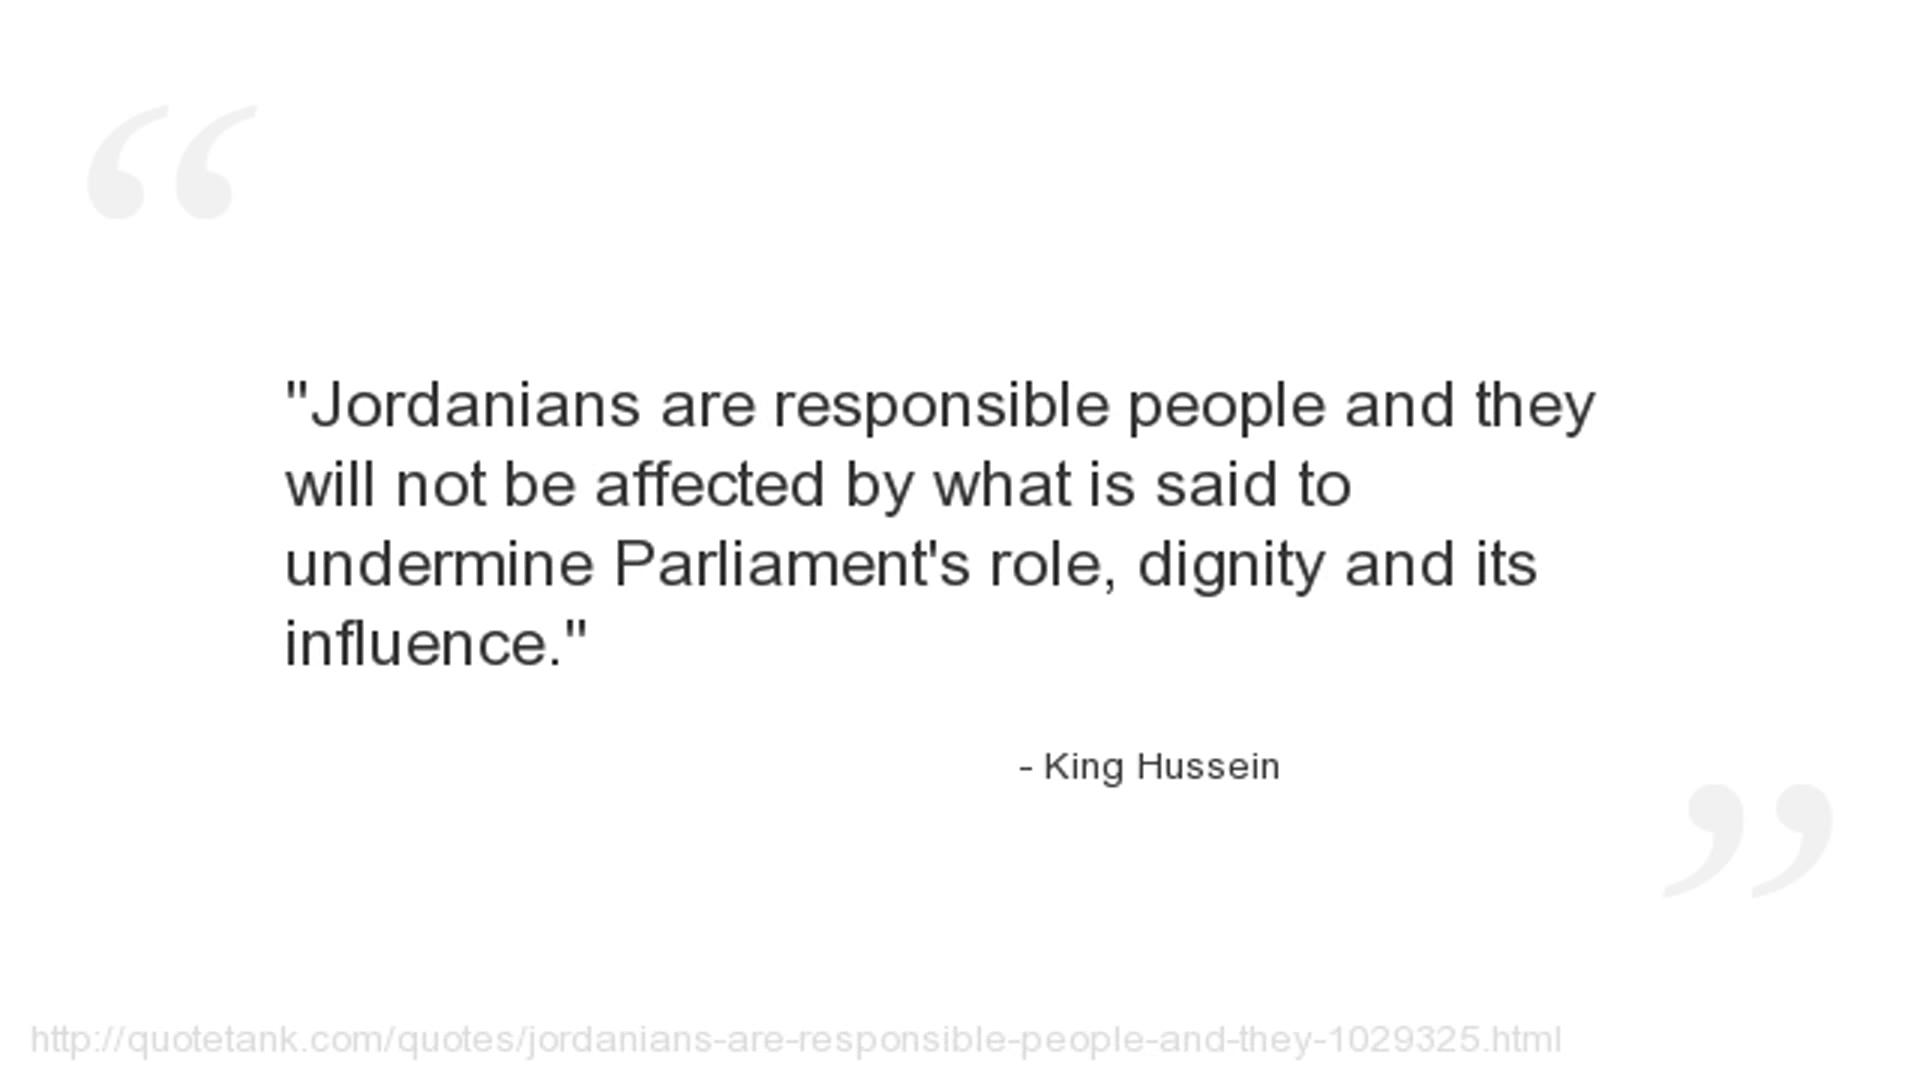 "Jordanians are responsible people and they
will not be affected by what is said to
undermine Parliament's role, dignity and its
influence."
- King Hussein
http://quotetank.com/quotes/jordanians-are-responsible-people-and-they-1029325.html